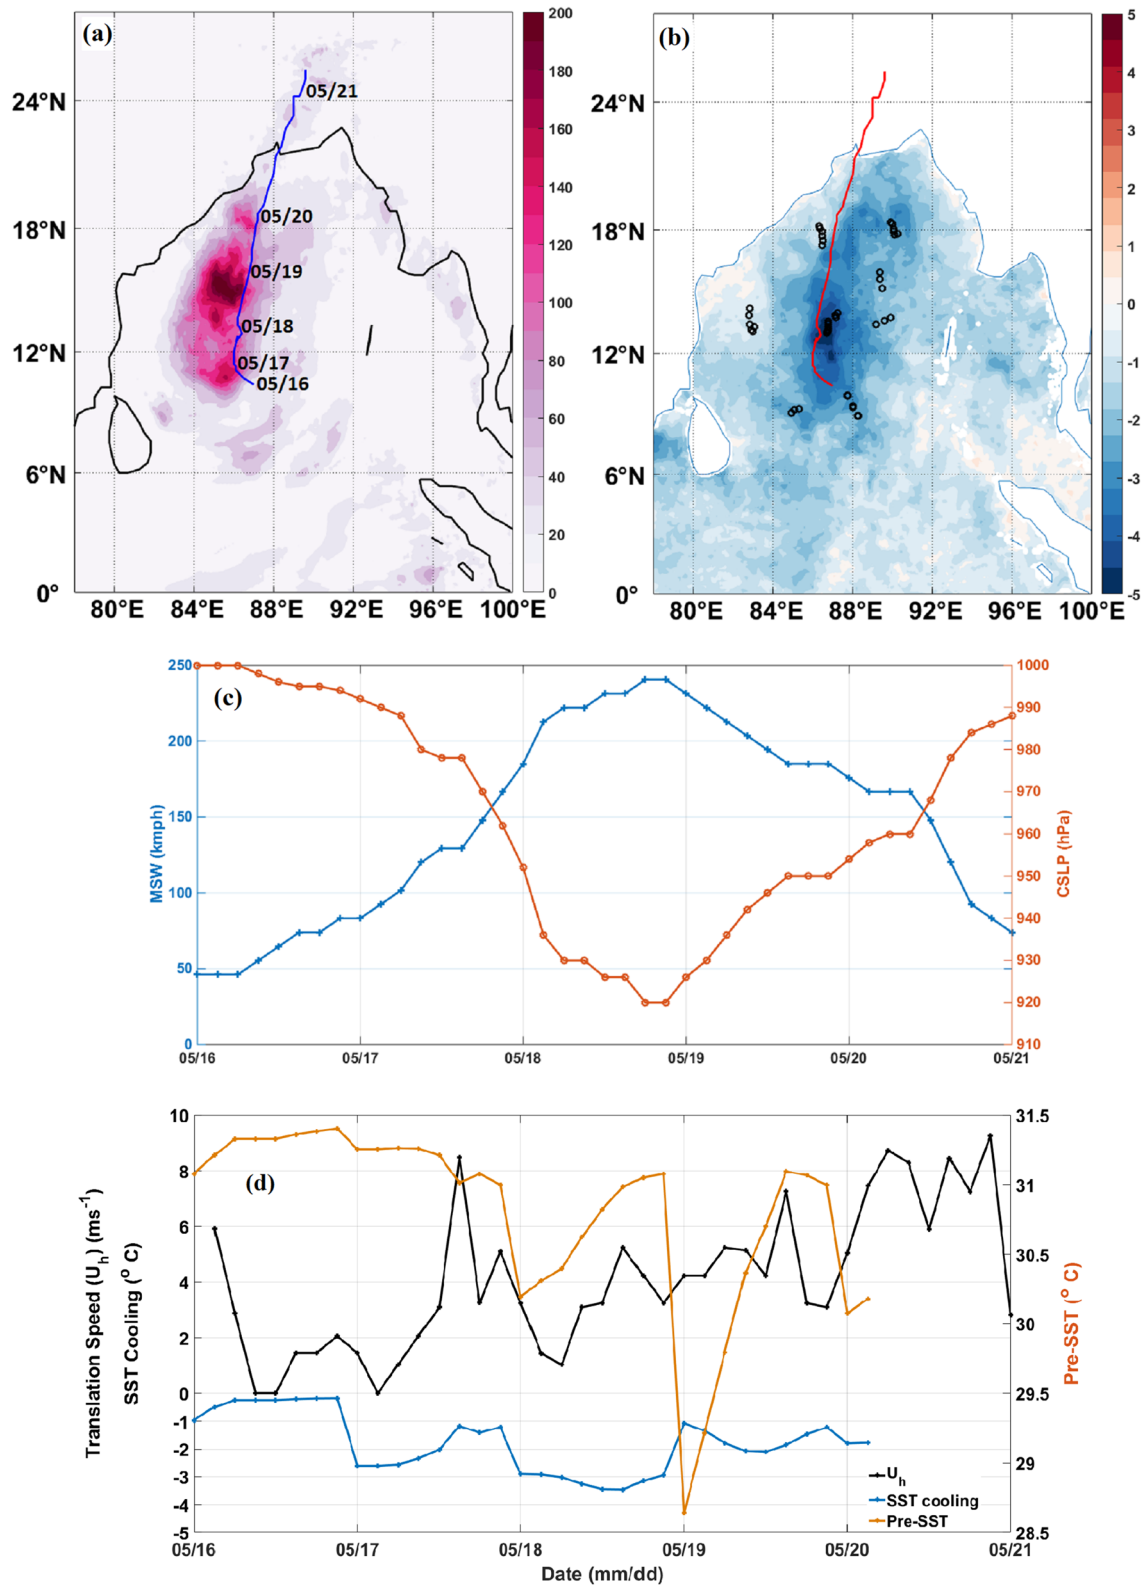 (a)
24°N
18°N
12°N
6°N
0°
80°E 84°E 88°E 92°E 96°E 100°E
05/21
05/20
05/19
05/18
05/17
05/16
200
180
160
140
120
100
80
60
40
20
0
(b)
24°N
18°N
12°N
6°N
0°
80°E 84°E 88°E 92°E 96°E 100°E
5
4
3
2
1
0
-1
-2
-3
-4
-5
(c)
MSW (kmph)
250
200
150
100
50
0
CSLP (hPa)
1000
990
980
970
960
950
940
930
920
910
05/16 05/17 05/18 05/19 05/20 05/21
(d)
Translation Speed (Uh) (ms-1)
SST Cooling (o C)
10
8
6
4
2
0
-1
-2
-3
-4
-5
Pre-SST (o C)
31.5
31
30.5
30
29.5
29
28.5
Uh
SST cooling
Pre-SST
05/16 05/17 05/18 05/19 05/20 05/21
Date (mm/dd)